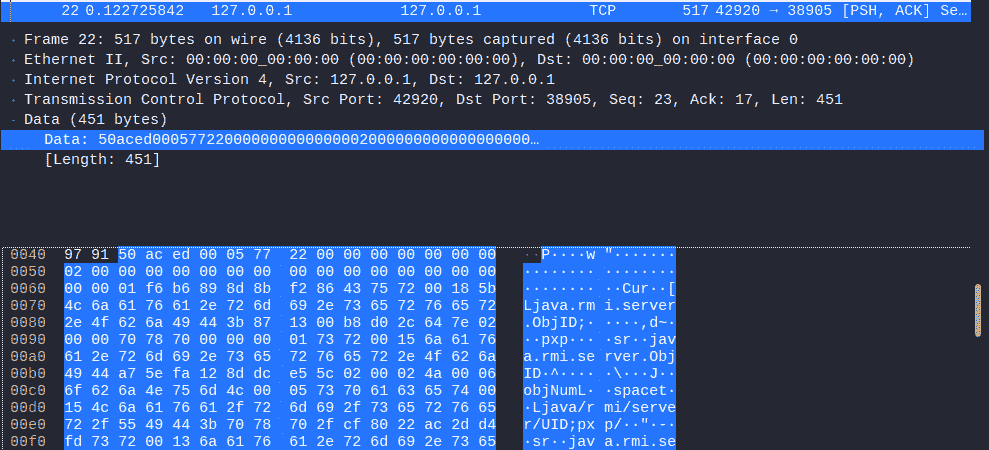 22 0.122725842 127.0.0.1 127.0.0.1 TCP 517 42920 → 38905 [PSH, ACK] Se…
Frame 22: 517 bytes on wire (4136 bits), 517 bytes captured (4136 bits) on interface 0
Ethernet II, Src: 00:00:00_00:00:00 (00:00:00:00:00:00), Dst: 00:00:00_00:00:00 (00:00:00:00:00:00)
Internet Protocol Version 4, Src: 127.0.0.1, Dst: 127.0.0.1
Transmission Control Protocol, Src Port: 42920, Dst Port: 38905, Seq: 23, Ack: 17, Len: 451
Data (451 bytes)
Data: 50aced00057722000000000000000200000000000000000000…
[Length: 451]
0040 97 91 50 ac ed 00 05 77 22 00 00 00 00 00 00 00 ··P····w "·······
0050 02 00 00 00 00 00 00 00 00 00 00 00 00 00 00 00 ········ ········
0060 00 00 01 f6 b6 89 8d 8b f2 86 43 75 72 00 18 5b ········ ··Cur··[
0070 4c 6a 61 76 61 2e 72 6d 69 2e 73 65 72 76 65 72 Ljava.rm i.server
0080 2e 4f 62 6a 49 44 3b 87 13 00 b8 d0 2c 64 7e 02 .ObjID;· ····,d~·
0090 00 00 70 78 70 00 00 00 01 73 72 00 15 6a 61 76 ··pxp··· ·sr··jav
00a0 61 2e 72 6d 69 2e 73 65 72 76 65 72 2e 4f 62 6a a.rmi.se rver.Obj
00b0 49 44 a7 5e fa 12 8d dc e5 5c 02 00 02 4a 00 06 ID·^···· ·\···J··
00c0 6f 62 6a 4e 75 6d 4c 00 05 73 70 61 63 65 74 00 objNumL· ·spacet·
00d0 15 4c 6a 61 76 61 2f 72 6d 69 2f 73 65 72 76 65 ·Ljava/r mi/serve
00e0 72 2f 55 49 44 3b 70 78 70 2f cf 80 22 ac 2d d4 r/UID;px p/··"·-·
00f0 fd 73 72 00 13 6a 61 76 61 2e 72 6d 69 2e 73 65 ·sr··jav a.rmi.se